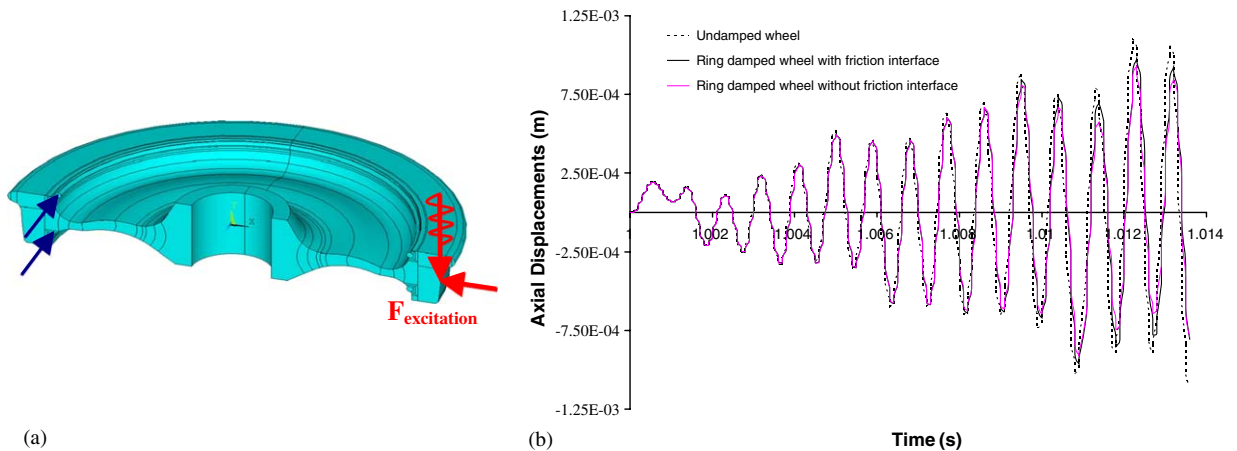 F excitation
(a)
1.25E-03
7.50E-04
2.50E-04
-2.50E-04
-7.50E-04
-1.25E-03
Axial Displacements (m)
Undamped wheel
Ring damped wheel with friction interface
Ring damped wheel without friction interface
1 1.002 1.004 1.006 1.008 1.01 1.012 1.014
Time (s)
(b)